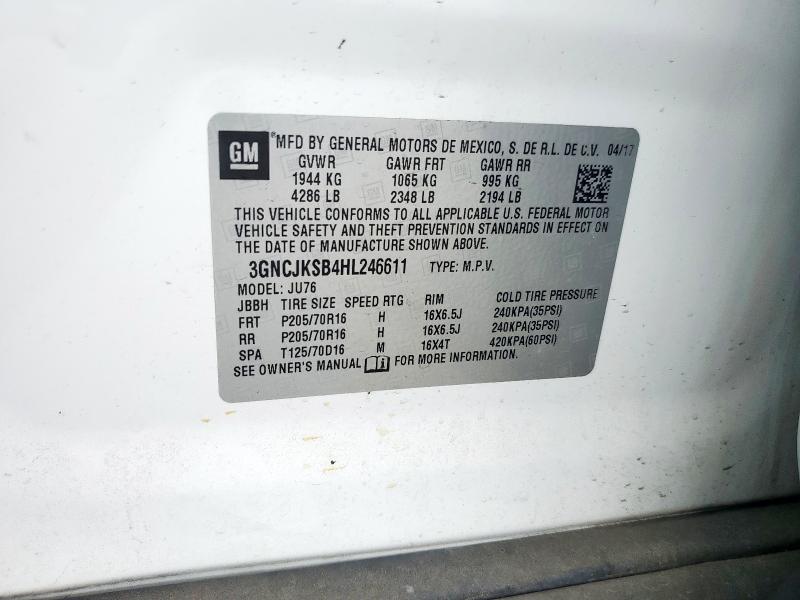 GM
®MFD BY GENERAL MOTORS DE MEXICO, S. DE R.L. DE C.V. 04/17
GVWR GAWR FRT GAWR RR
1944 KG 1065 KG 995 KG
4286 LB 2348 LB 2194 LB
THIS VEHICLE CONFORMS TO ALL APPLICABLE U.S. FEDERAL MOTOR
VEHICLE SAFETY AND THEFT PREVENTION STANDARDS IN EFFECT ON
THE DATE OF MANUFACTURE SHOWN ABOVE.
3GNCJKSB4HL246611 TYPE: M.P.V.
MODEL: JU76
JBBH TIRE SIZE SPEED RTG RIM COLD TIRE PRESSURE
FRT P205/70R16 H 16X6.5J 240KPA(35PSI)
RR P205/70R16 H 16X6.5J 240KPA(35PSI)
SPA T125/70D16 M 16X4T 420KPA(60PSI)
SEE OWNER'S MANUAL FOR MORE INFORMATION.